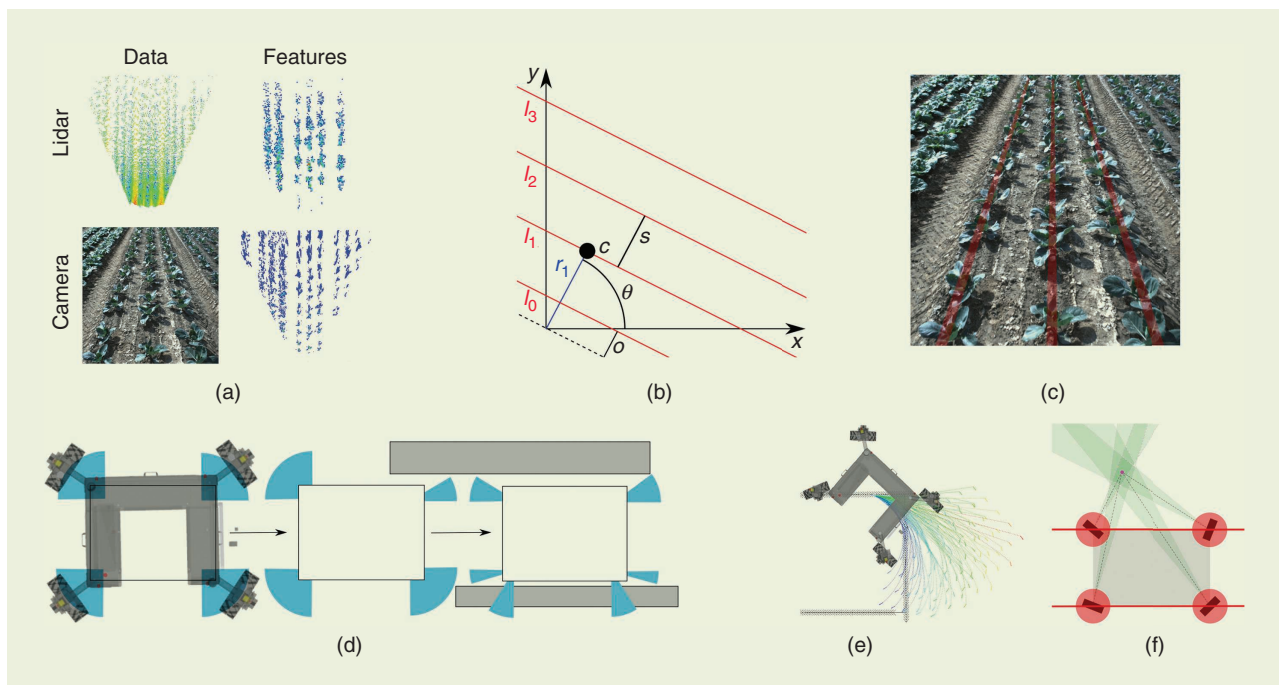 Data Features
Lidar
Camera
(a)
y
l3
l2
l1
l0
c
s
r1
θ
o
x
(b)
(c)
(d)
(e)
(f)